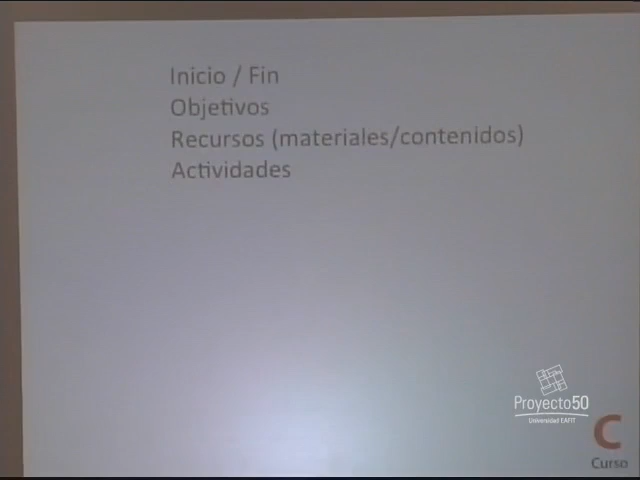 Inicio / Fin
Objetivos
Recursos (materiales/contenidos)
Actividades
Proyecto50
Universidad EAFIT
C
Curso